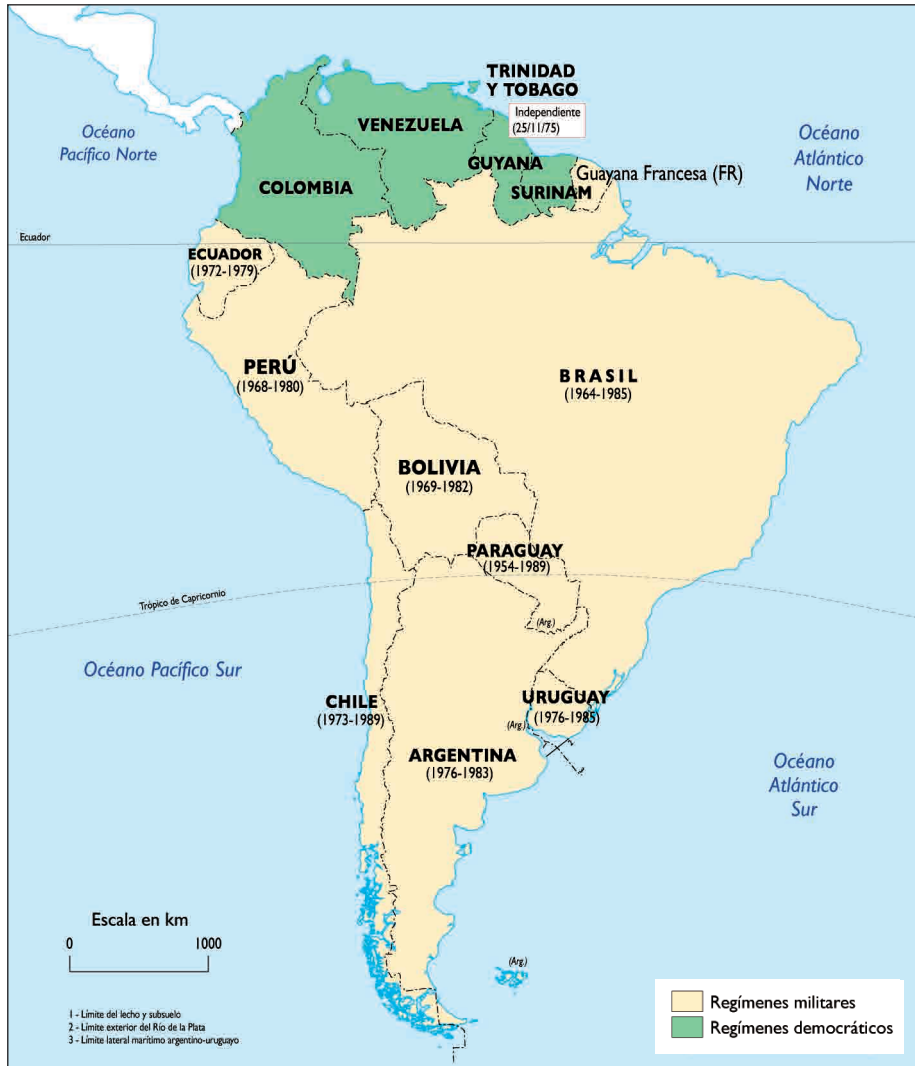 TRINIDAD
Y TOBAGO
Independiente
(25/11/75)
Océano
Pacífico Norte
VENEZUELA
Océano
Atlántico
Norte
GUYANA
Guayana Francesa (FR)
COLOMBIA
SURINAM
Ecuador
ECUADOR
(1972-1979)
PERÚ
(1968-1980)
BRASIL
(1964-1985)
BOLIVIA
(1969-1982)
PARAGUAY
(1954-1989)
Trópico de Capricornio
(Arg.)
Océano Pacífico Sur
CHILE
(1973-1989)
URUGUAY
(1976-1985)
(Arg.)
ARGENTINA
(1976-1983)
Océano
Atlántico
Sur
Escala en km
0 1000
(Arg.)
1 - Límite del lecho y subsuelo
2 - Límite exterior del Río de la Plata
3 - Límite lateral marítimo argentino-uruguayo
Regímenes militares
Regímenes democráticos